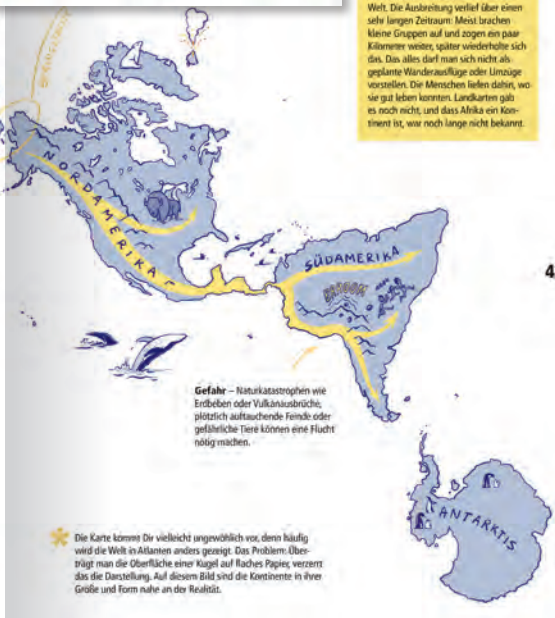 Welt. Die Ausbreitung verlief über einen
sehr langen Zeitraum: Meist brachen
kleine Gruppen auf und zogen ein paar
Kilometer weiter, später wiederholte sich
das. Das alles darf man sich nicht als
geplante Wanderausflüge oder Umzüge
vorstellen. Die Menschen liefen dahin, wo
sie gut leben konnten. Landkarten gab
es noch nicht, und dass Afrika ein Kon-
tinent ist, war noch lange nicht bekannt.
NORDAMERIKA
SÜDAMERIKA
4
Gefahr – Naturkatastrophen wie
Erdbeben oder Vulkanausbrüche,
plötzlich auftauchende Feinde oder
gefährliche Tiere können eine Flucht
nötig machen.
ANTARKTIS
* Die Karte kommt Dir vielleicht ungewöhlich vor, denn häufig
wird die Welt in Atlanten anders gezeigt. Das Problem: Über-
trägt man die Oberfläche einer Kugel auf flaches Papier, verzerrt
das die Darstellung. Auf diesem Bild sind die Kontinente in ihrer
Größe und Form nahe an der Realität.